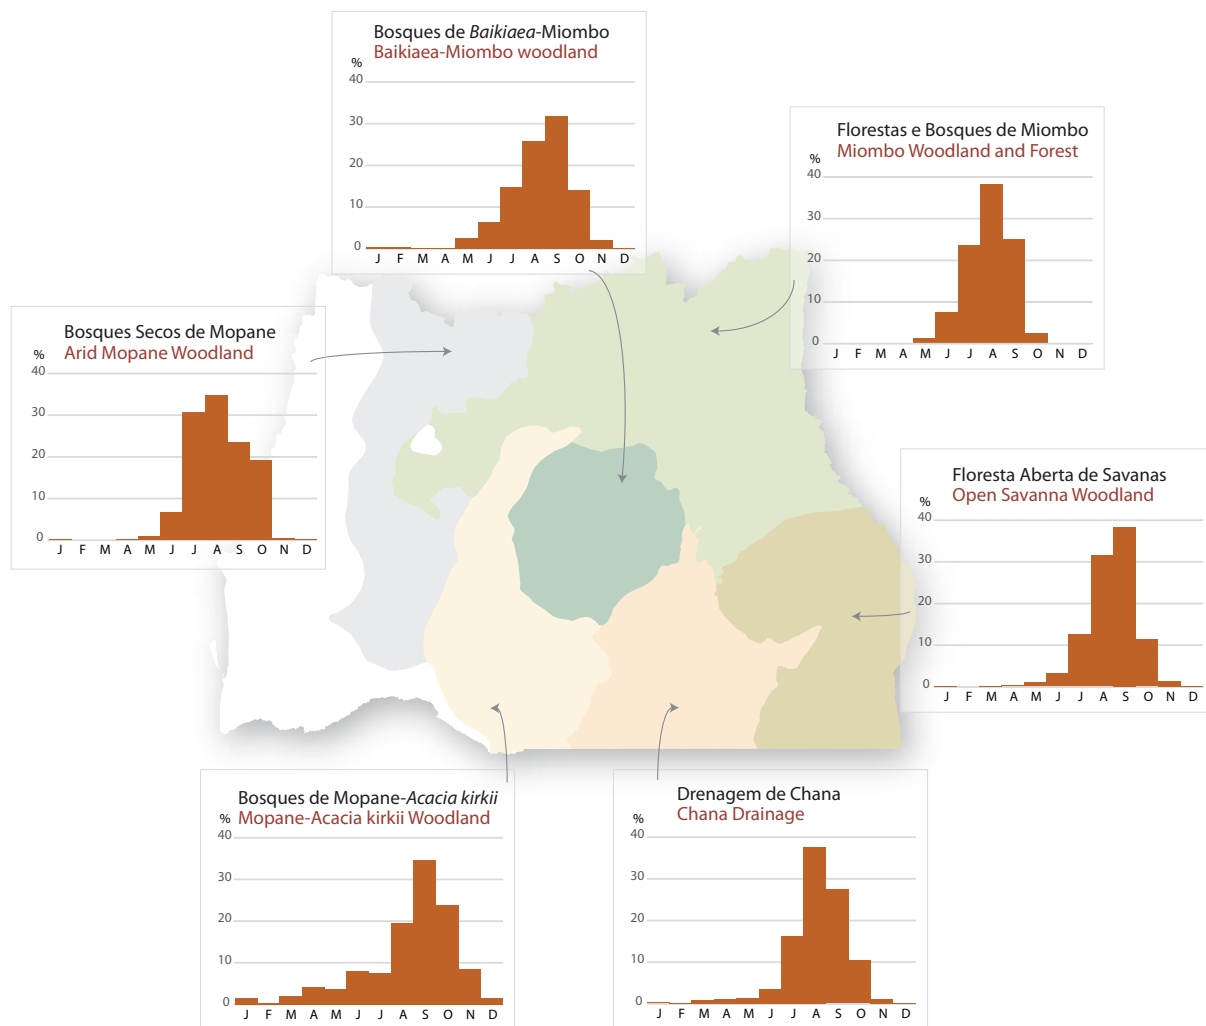 Bosques de Baikiaea-Miombo
Baikiaea-Miombo woodland
%
40
30
20
10
0
J F M A M J J A S O N D
Florestas e Bosques de Miombo
Miombo Woodland and Forest
%
40
30
20
10
0
J F M A M J J A S O N D
Bosques Secos de Mopane
Arid Mopane Woodland
%
40
30
20
10
0
J F M A M J J A S O N D
Floresta Aberta de Savanas
Open Savanna Woodland
%
40
30
20
10
0
J F M A M J J A S O N D
Bosques de Mopane-Acacia kirkii
Mopane-Acacia kirkii Woodland
%
40
30
20
10
0
J F M A M J J A S O N D
Drenagem de Chana
Chana Drainage
%
40
30
20
10
0
J F M A M J J A S O N D